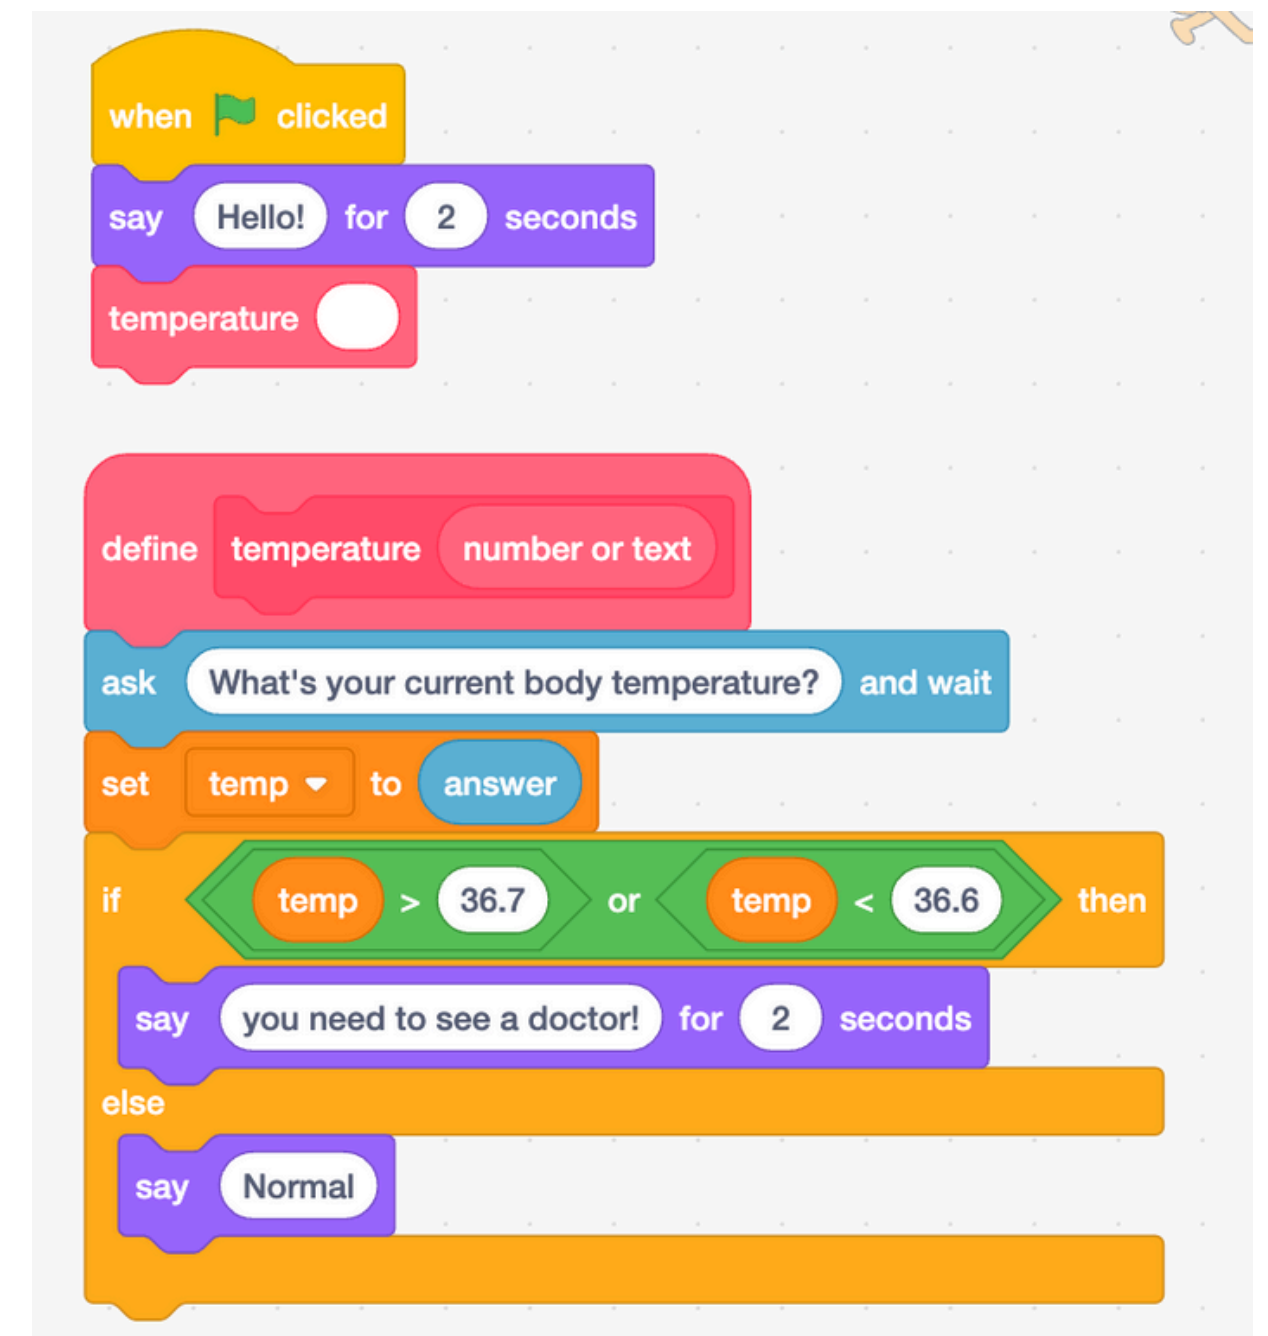 when clicked
say Hello! for 2 seconds
temperature
define temperature number or text
ask What's your current body temperature? and wait
set temp to answer
if temp > 36.7 or temp < 36.6 then
say you need to see a doctor! for 2 seconds
else
say Normal